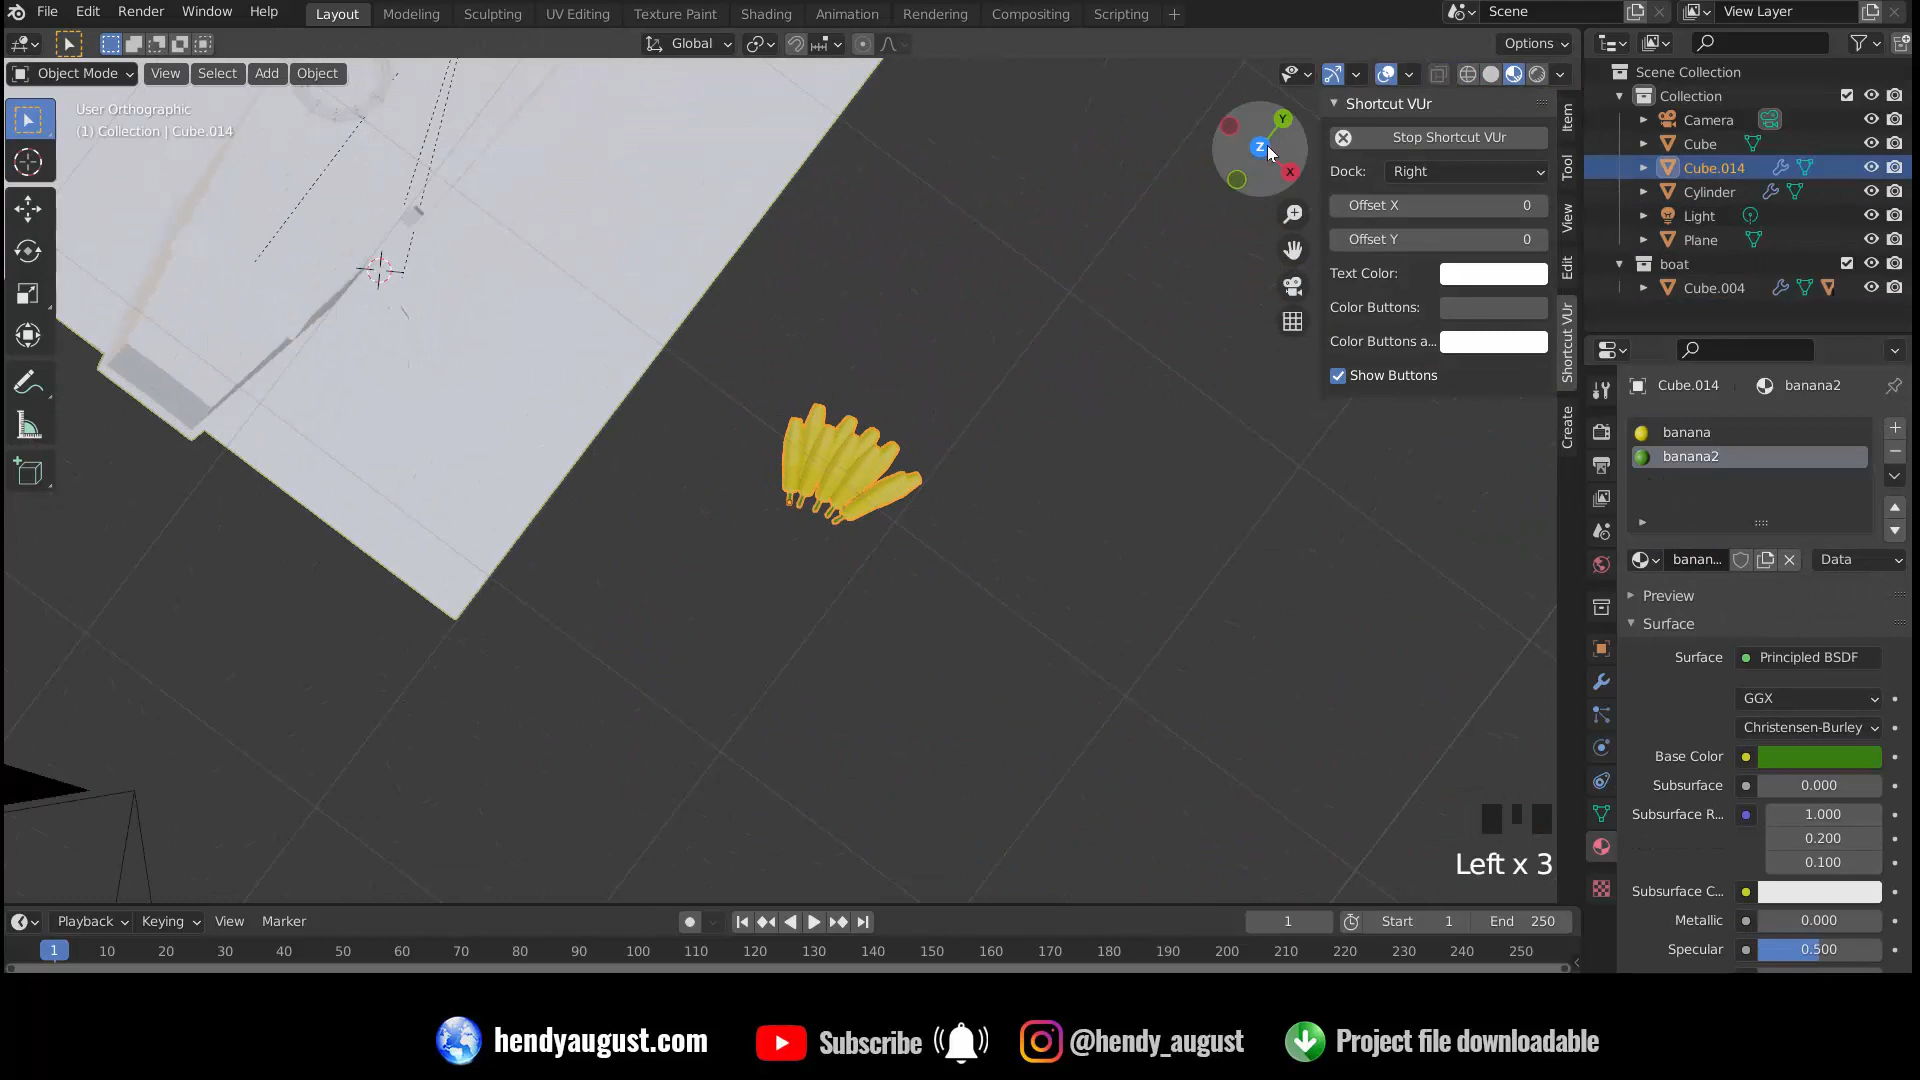 File Edit Render Window Help Layout Modeling Sculpting UV Editing Texture Paint Shading Animation Rendering Compositing Scripting + Scene View Layer
Global Options
Object Mode View Select Add Object
User Orthographic
(1) Collection | Cube.014
Y
Z
X
Shortcut VUr
Stop Shortcut VUr
Dock: Right
Offset X 0
Offset Y 0
Text Color:
Color Buttons:
Color Buttons a...
Show Buttons
Item
Tool
View
Edit
Shortcut VUr
Create
Scene Collection
Collection
Camera
Cube
Cube.014
Cylinder
Light
Plane
boat
Cube.004
Cube.014 banana2
banana
banana2
banan... Data
Preview
Surface
Surface Principled BSDF
GGX
Christensen-Burley
Base Color
Subsurface 0.000
Subsurface R... 1.000
0.200
0.100
Subsurface C...
Metallic 0.000
Specular 0.500
Left x 3
Playback Keying View Marker 1 Start 1 End 250
1 10 20 30 40 50 60 70 80 90 100 110 120 130 140 150 160 170 180 190 200 210 220 230 240 250
hendyaugust.com Subscribe @hendy_august Project file downloadable